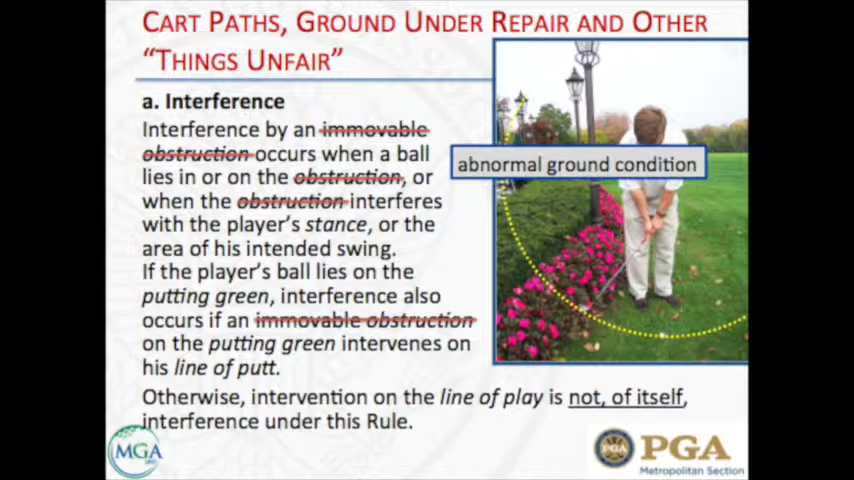 CART PATHS, GROUND UNDER REPAIR AND OTHER
“THINGS UNFAIR”
a. Interference
Interference by an immovable
obstruction occurs when a ball
lies in or on the obstruction, or
when the obstruction interferes
with the player’s stance, or the
area of his intended swing.
If the player’s ball lies on the
putting green, interference also
occurs if an immovable obstruction
on the putting green intervenes on
his line of putt.
Otherwise, intervention on the line of play is not, of itself,
interference under this Rule.
abnormal ground condition
MGA
PGA
Metropolitan Section